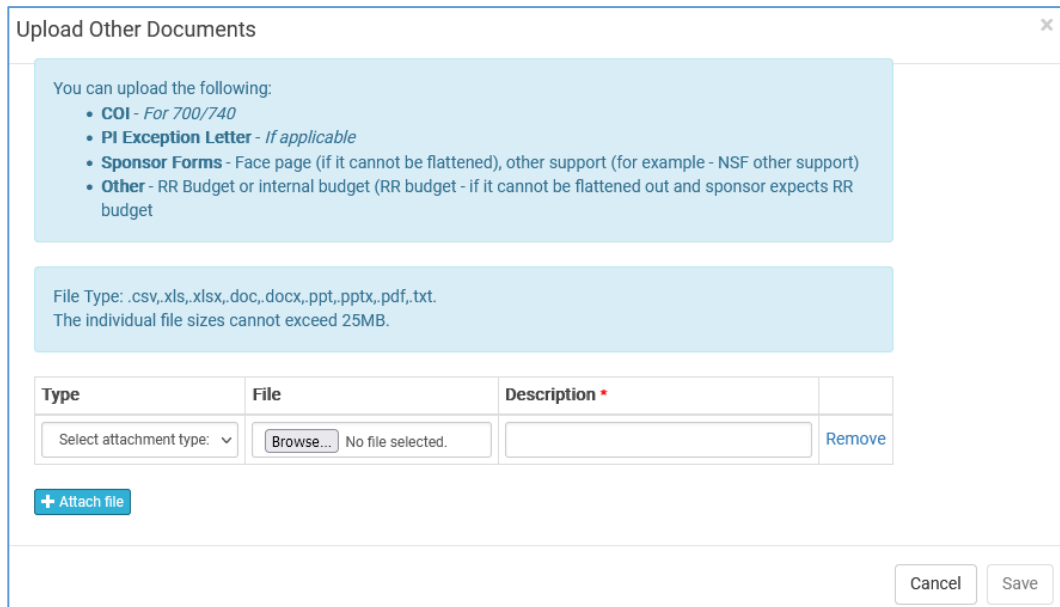 Upload Other Documents ×
You can upload the following:
• COI - For 700/740
• PI Exception Letter - If applicable
• Sponsor Forms - Face page (if it cannot be flattened), other support (for example - NSF other support)
• Other - RR Budget or internal budget (RR budget - if it cannot be flattened out and sponsor expects RR
budget
File Type: .csv,.xls,.xlsx,.doc,.docx,.ppt,.pptx,.pdf,.txt.
The individual file sizes cannot exceed 25MB.
Type File Description *
Select attachment type: Browse... No file selected. Remove
+ Attach file
Cancel Save